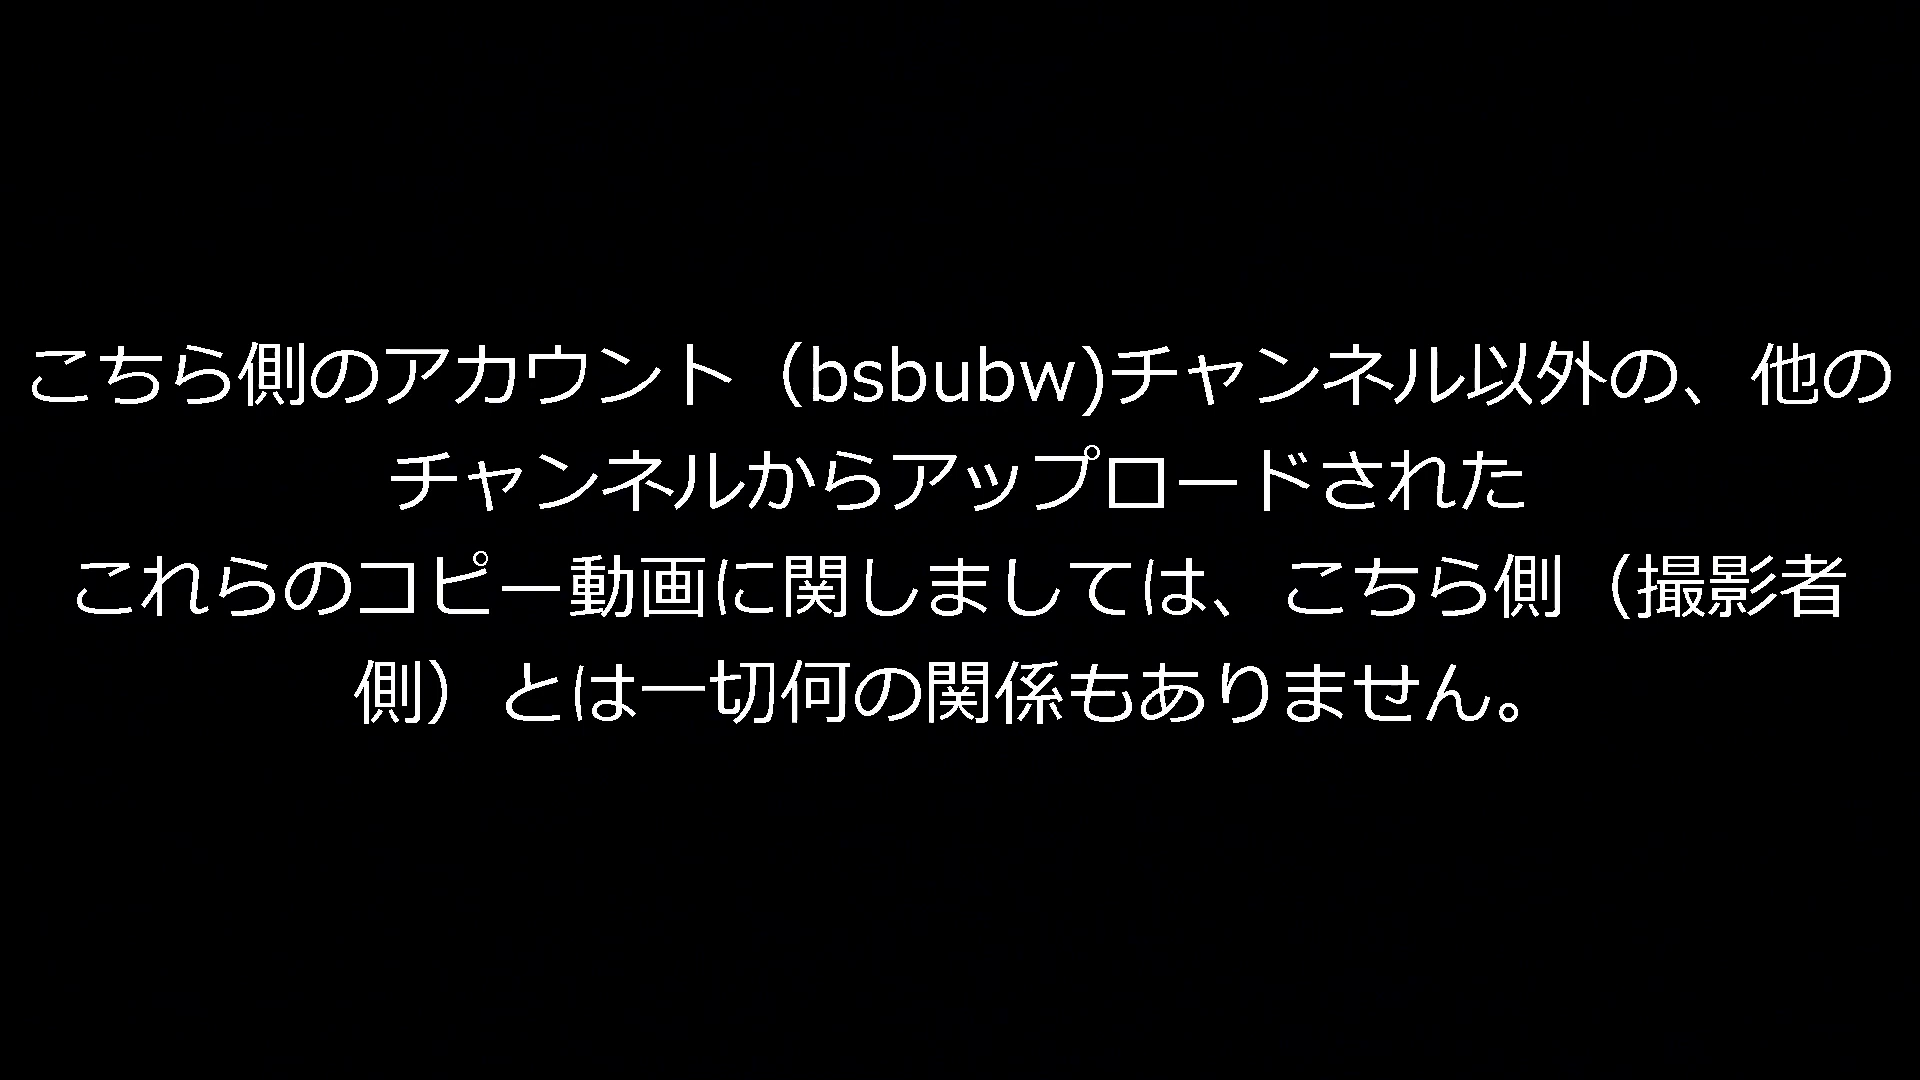 こちら側のアカウント（bsbubw)チャンネル以外の、他の
チャンネルからアップロードされた
これらのコピー動画に関しましては、こちら側（撮影者
側）とは一切何の関係もありません。